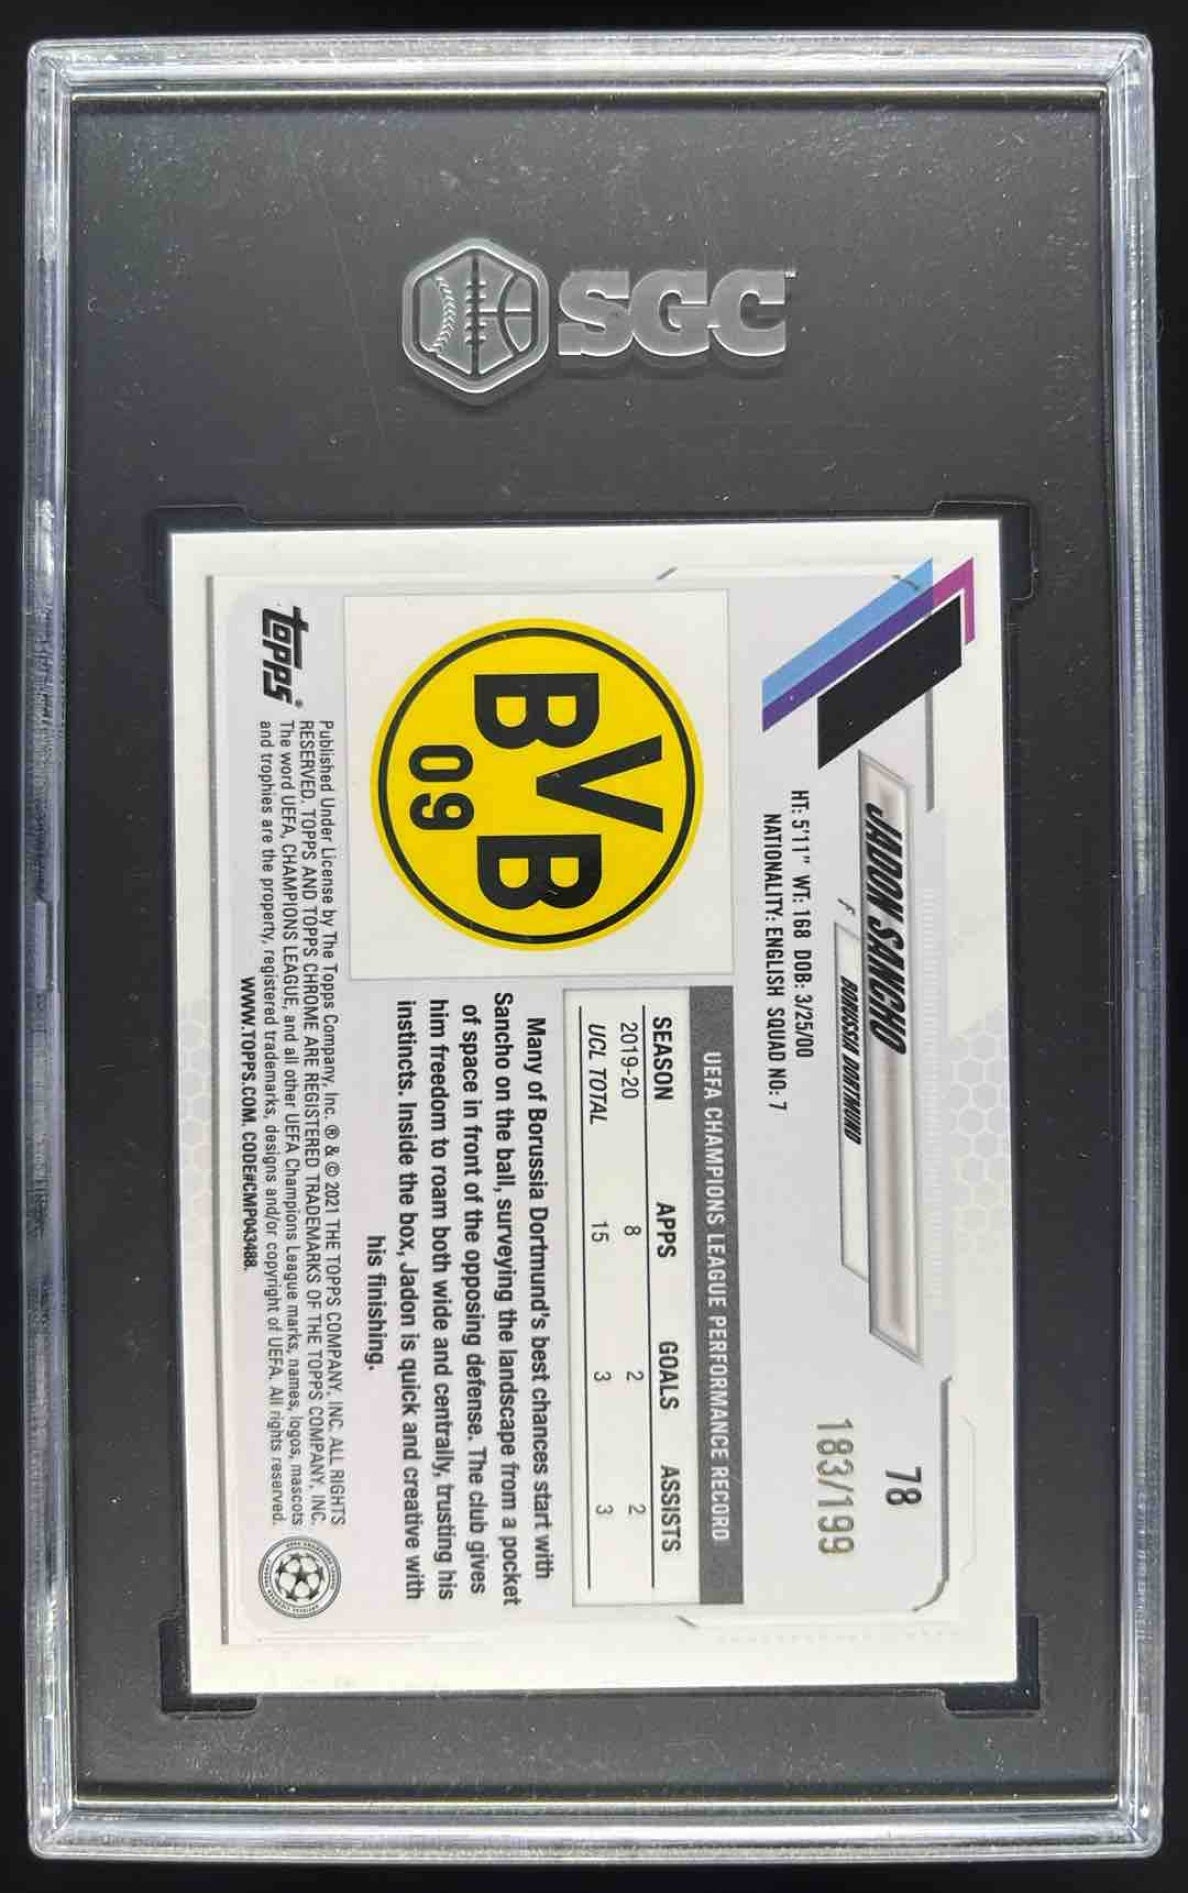 SGC
78
183/199
JADON SANCHO
F
BORUSSIA DORTMUND
HT: 5'11" WT: 168 DOB: 3/25/00
NATIONALITY: ENGLISH SQUAD NO: 7
BVB
09
UEFA CHAMPIONS LEAGUE PERFORMANCE RECORD
SEASON APPS GOALS ASSISTS
2019-20 8 2 2
UCL TOTAL 15 3 3
Many of Borussia Dortmund's best chances start with
Sancho on the ball, surveying the landscape from a pocket
of space in front of the opposing defense. The club gives
him freedom to roam both wide and centrally, trusting his
instincts. Inside the box, Jadon is quick and creative with
his finishing.
topps®
Published Under License by The Topps Company, Inc. ® & © 2021 THE TOPPS COMPANY, INC. ALL RIGHTS
RESERVED. TOPPS AND TOPPS CHROME ARE REGISTERED TRADEMARKS OF THE TOPPS COMPANY, INC.
The word UEFA, CHAMPIONS LEAGUE, and all other UEFA Champions League marks, names, logos, mascots
and trophies are the property, registered trademarks, designs and/or copyright of UEFA. All rights reserved.
WWW.TOPPS.COM. CODE#CMP043488.